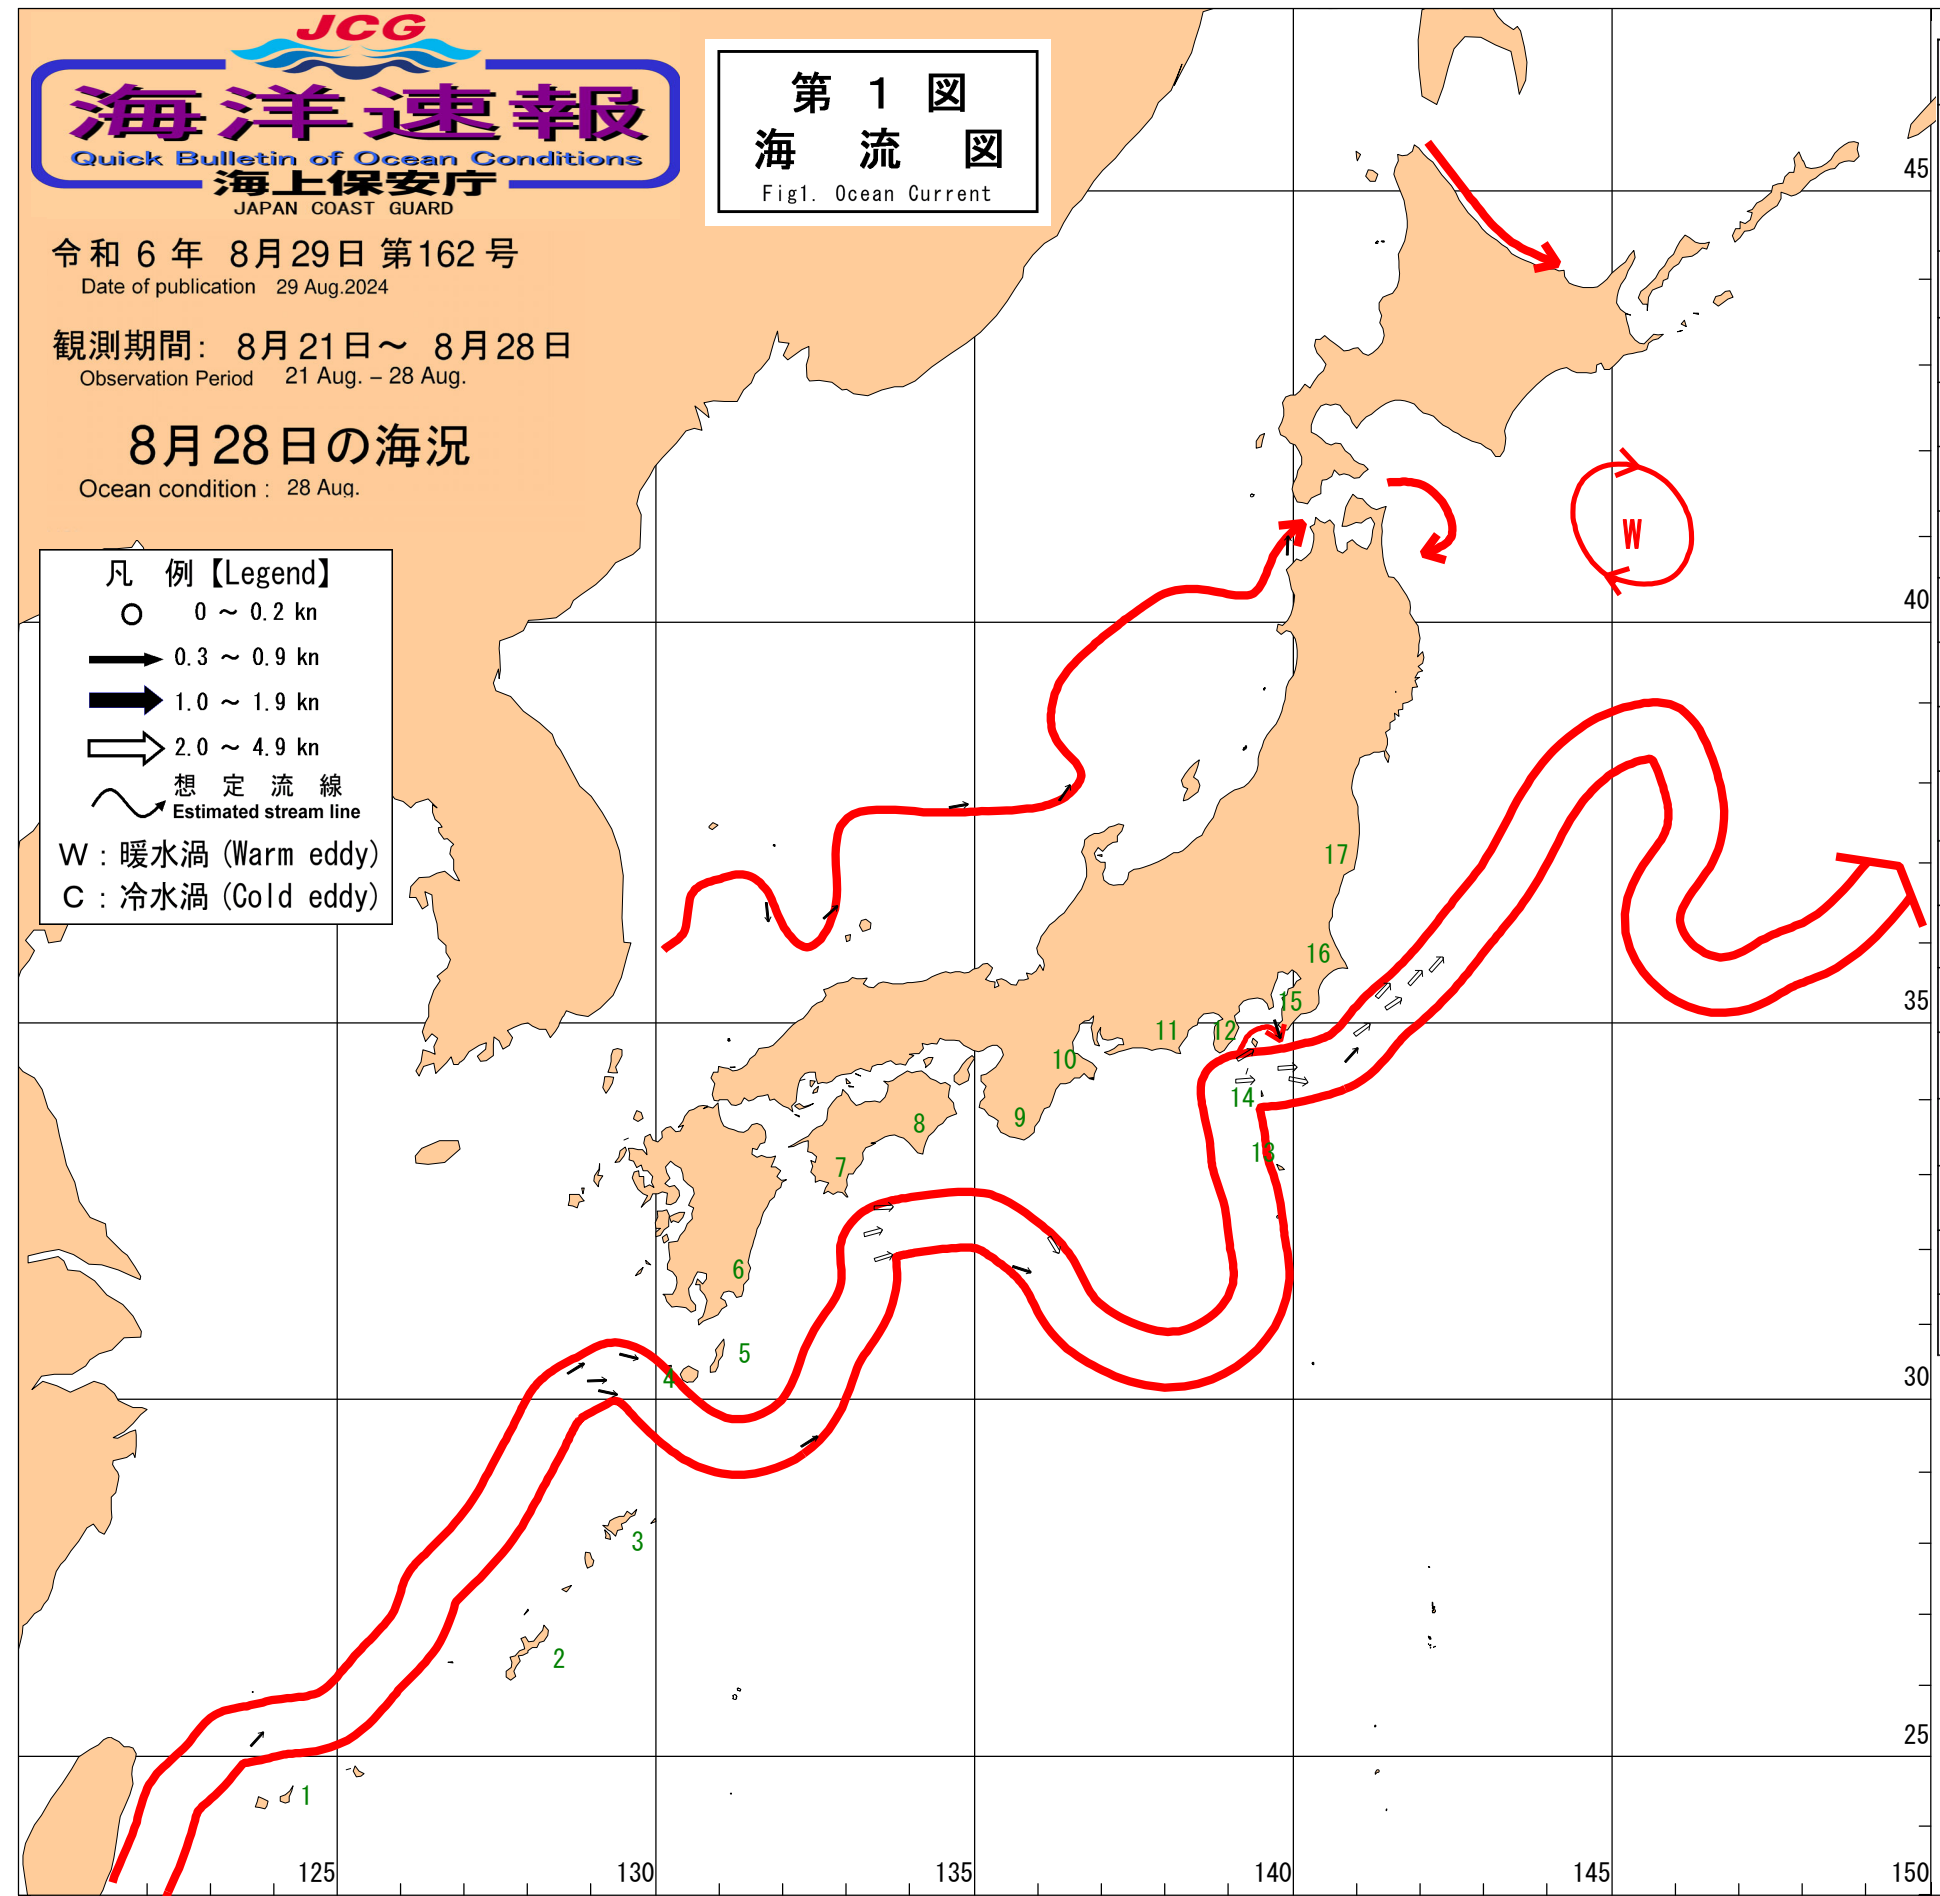 JCG
海洋速報
Quick Bulletin of Ocean Conditions
海上保安庁
JAPAN COAST GUARD
令和 6 年 8月29日 第162号
Date of publication 29 Aug.2024
観測期間: 8月21日～ 8月28日
Observation Period 21 Aug. – 28 Aug.
8月28日の海況
Ocean condition : 28 Aug.
第 1 図
海 流 図
Fig1. Ocean Current
凡 例【Legend】
0 ～ 0.2 kn
0.3 ～ 0.9 kn
1.0 ～ 1.9 kn
2.0 ～ 4.9 kn
想 定 流 線
Estimated stream line
W : 暖水渦 (Warm eddy)
C : 冷水渦 (Cold eddy)
45
W
40
17
16
35
15
12
11
10
14
9
8
13
7
6
5
4
30
3
2
25
1
125
130
135
140
145
150